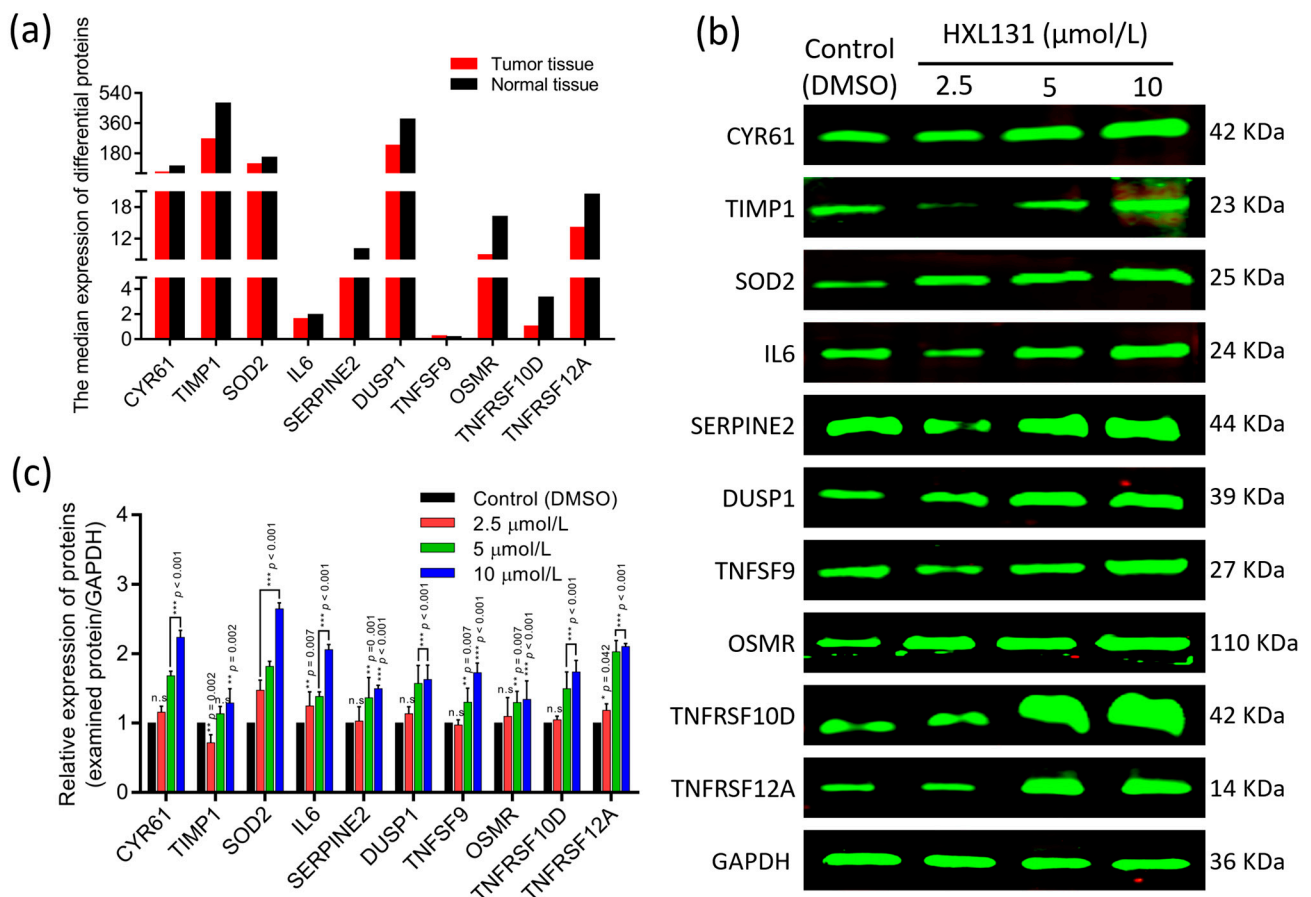 (a)
The median expression of differential proteins
Tumor tissue
Normal tissue
540
360
180
18
12
4
2
0
CYR61
TIMP1
SOD2
IL6
SERPINE2
DUSP1
TNFSF9
OSMR
TNFRSF10D
TNFRSF12A
(b)
Control
(DMSO)
HXL131 (μmol/L)
2.5 5 10
CYR61 42 KDa
TIMP1 23 KDa
SOD2 25 KDa
IL6 24 KDa
SERPINE2 44 KDa
DUSP1 39 KDa
TNFSF9 27 KDa
OSMR 110 KDa
TNFRSF10D 42 KDa
TNFRSF12A 14 KDa
GAPDH 36 KDa
(c)
Relative expression of proteins
(examined protein/GAPDH)
Control (DMSO)
2.5 μmol/L
5 μmol/L
10 μmol/L
4
3
2
1
0
n.s
*** p < 0.001
** p = 0.002
n.s
** p = 0.002
*** p < 0.001
** p = 0.007
*** p < 0.001
n.s
*** p =0 .001
*** p < 0.001
n.s
*** p < 0.001
n.s
** p = 0.007
*** p < 0.001
n.s
** p = 0.007
*** p < 0.001
n.s
*** p < 0.001
* p = 0.042
*** p < 0.001
CYR61
TIMP1
SOD2
IL6
SERPINE2
DUSP1
TNFSF9
OSMR
TNFRSF10D
TNFRSF12A